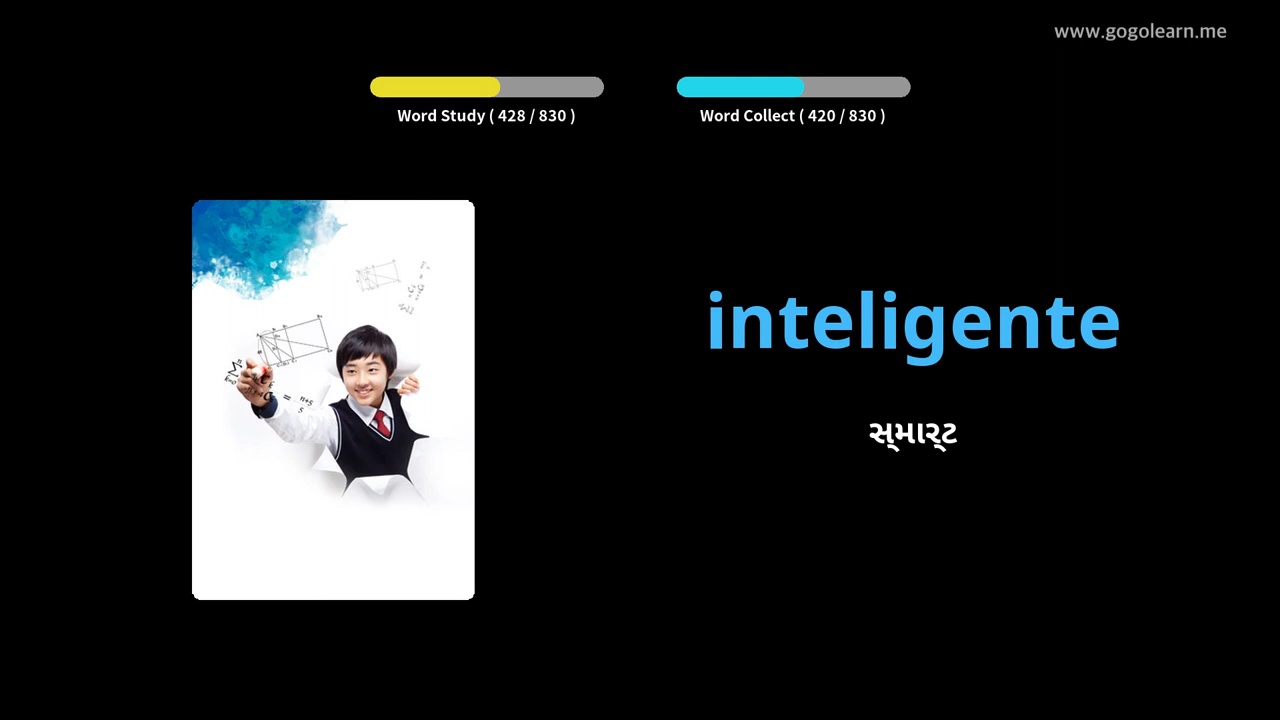 www.gogolearn.me
Word Study ( 428 / 830 )
Word Collect ( 420 / 830 )
inteligente
સ્માર્ટ